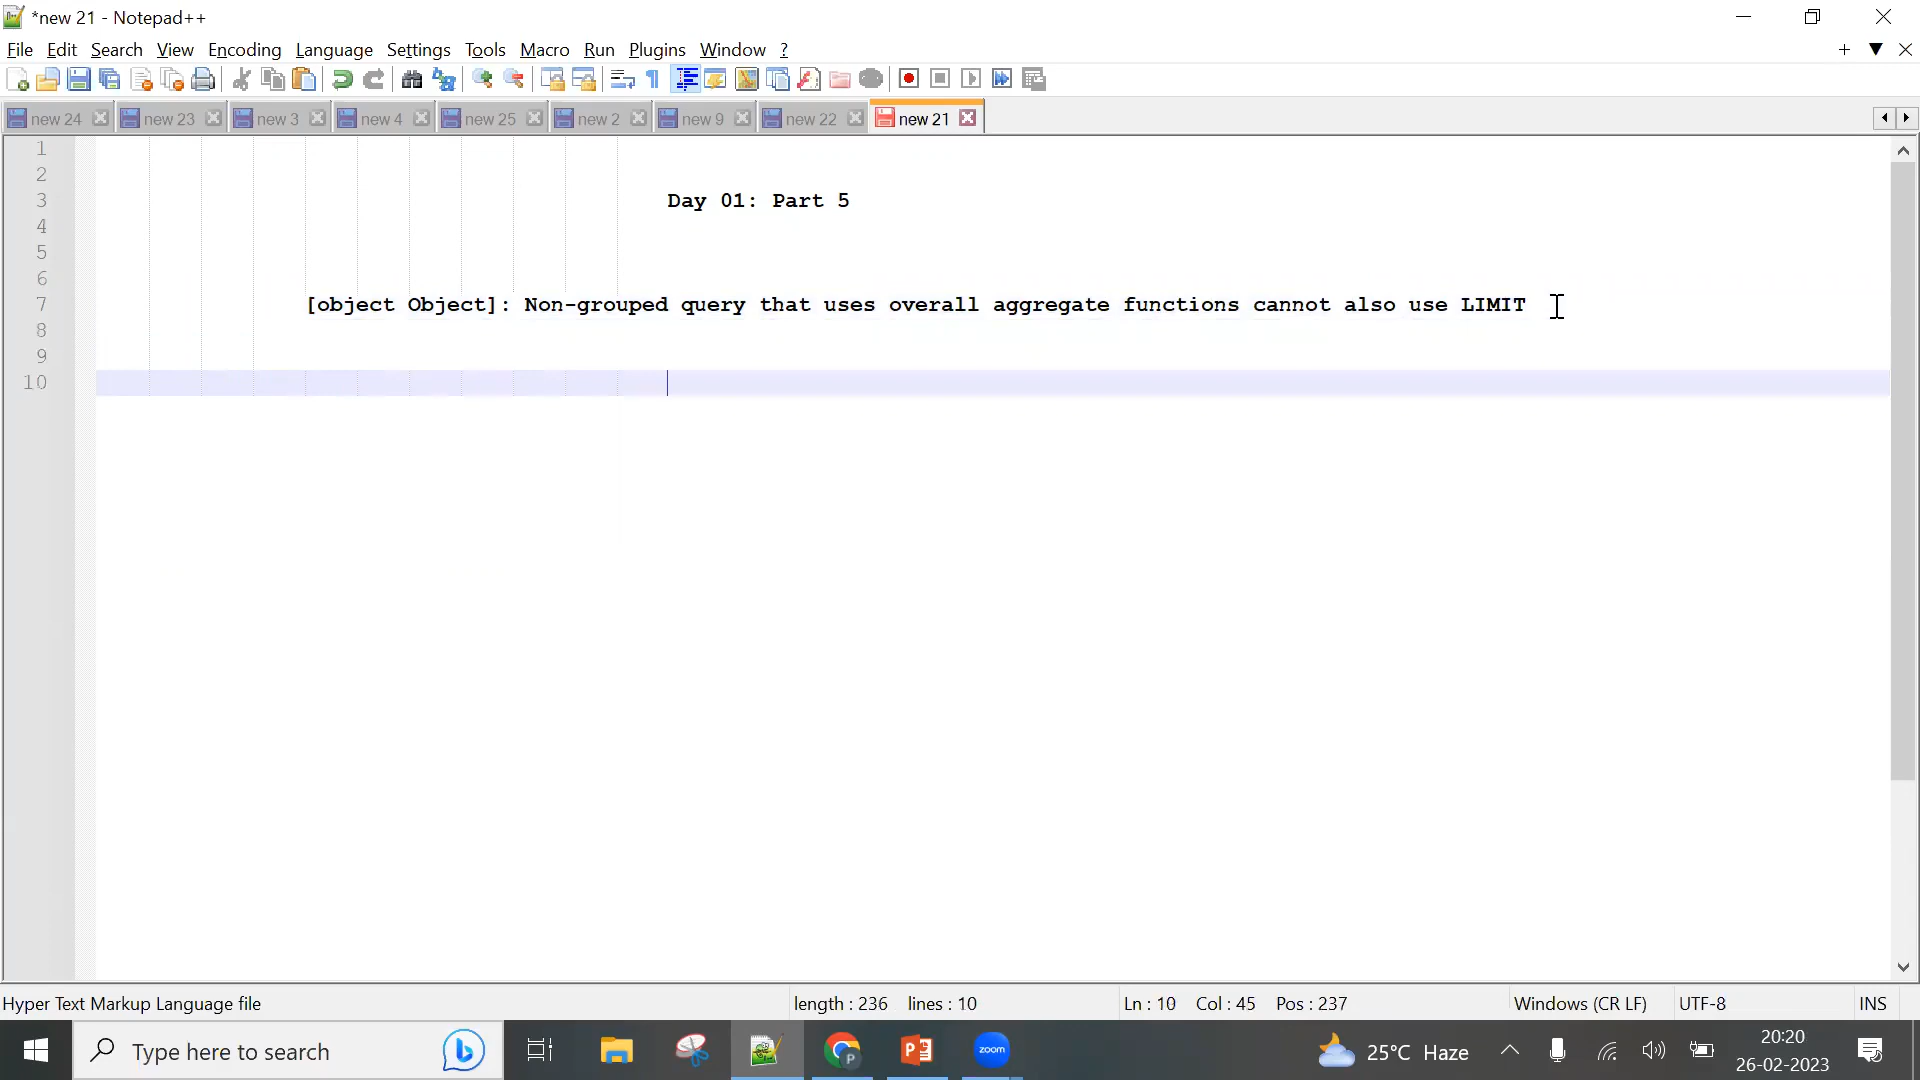 *new 21 - Notepad++
File Edit Search View Encoding Language Settings Tools Macro Run Plugins Window ?
new 24 new 23 new 3 new 4 new 25 new 2 new 9 new 22 new 21
1
2
3 Day 01: Part 5
4
5
6
7 [object Object]: Non-grouped query that uses overall aggregate functions cannot also use LIMIT
8
9
10
Hyper Text Markup Language file length : 236 lines : 10 Ln : 10 Col : 45 Pos : 237 Windows (CR LF) UTF-8 INS
Type here to search zoom 25°C Haze 20:20
26-02-2023